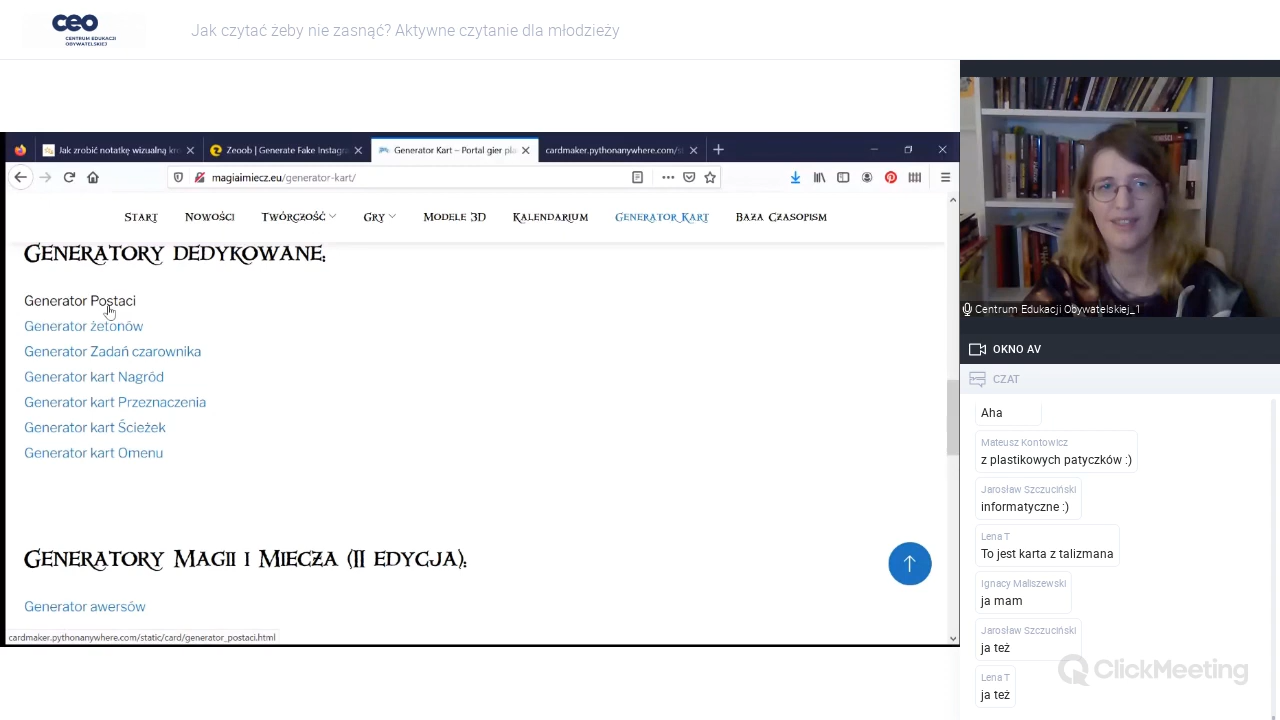 ceo
CENTRUM EDUKACJI
OBYWATELSKIEJ
Jak czytać żeby nie zasnąć? Aktywne czytanie dla młodzieży
Jak zrobić notatkę wizualną kro
Zeoob | Generate Fake Instagra
Generator Kart – Portal gier pla
cardmaker.pythonanywhere.com/s
magiaimiecz.eu/generator-kart/
Start Nowości Twórczość Gry Modele 3D Kalendarium Generator Kart Baza Czasopism
Generatory dedykowane:
Generator Postaci
Generator żetonów
Generator Zadań czarownika
Generator kart Nagród
Generator kart Przeznaczenia
Generator kart Ścieżek
Generator kart Omenu
Generatory Magii i Miecza (II edycja):
Generator awersów
cardmaker.pythonanywhere.com/static/card/generator_postaci.html
Centrum Edukacji Obywatelskiej_1
OKNO AV
CZAT
Aha
Mateusz Kontowicz
z plastikowych patyczków :)
Jarosław Szczuciński
informatyczne :)
Lena T
To jest karta z talizmana
Ignacy Maliszewski
ja mam
Jarosław Szczuciński
ja też
Lena T
ja też
ClickMeeting